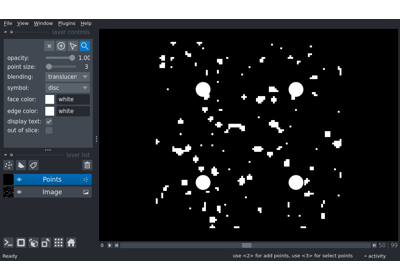 File View Window Plugins Help
layer controls
opacity: 1.00
point size: 3
blending: translucen
symbol: disc
face color: white
edge color: white
display text:
out of slice:
layer list
Points
Image
0 50 99
Ready use <2> for add points, use <3> for select points activity